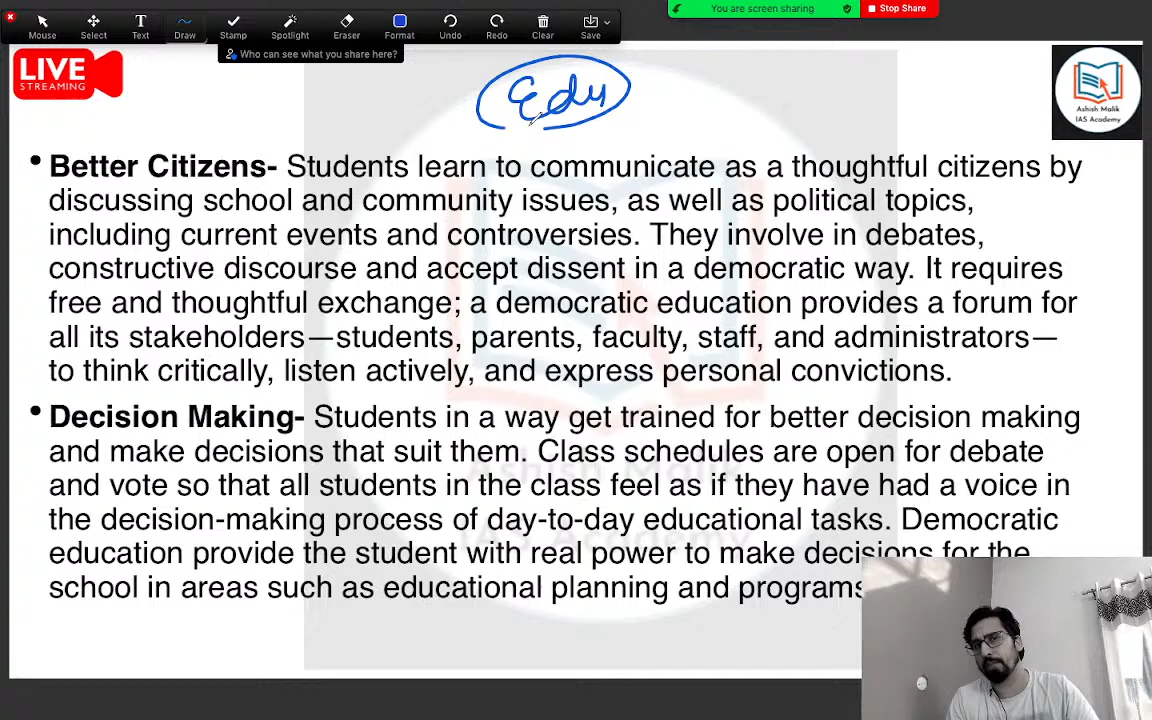 You are screen sharing
Stop Share
Mouse
Select
Text
Draw
Stamp
Spotlight
Eraser
Format
Undo
Redo
Clear
Save
Who can see what you share here?
LIVE
STREAMING
Edu
Ashish Malik
IAS Academy
• Better Citizens- Students learn to communicate as a thoughtful citizens by
discussing school and community issues, as well as political topics,
including current events and controversies. They involve in debates,
constructive discourse and accept dissent in a democratic way. It requires
free and thoughtful exchange; a democratic education provides a forum for
all its stakeholders—students, parents, faculty, staff, and administrators—
to think critically, listen actively, and express personal convictions.
• Decision Making- Students in a way get trained for better decision making
and make decisions that suit them. Class schedules are open for debate
and vote so that all students in the class feel as if they have had a voice in
the decision-making process of day-to-day educational tasks. Democratic
education provide the student with real power to make decisions for the
school in areas such as educational planning and programs
Ashish Malik
IAS Academy